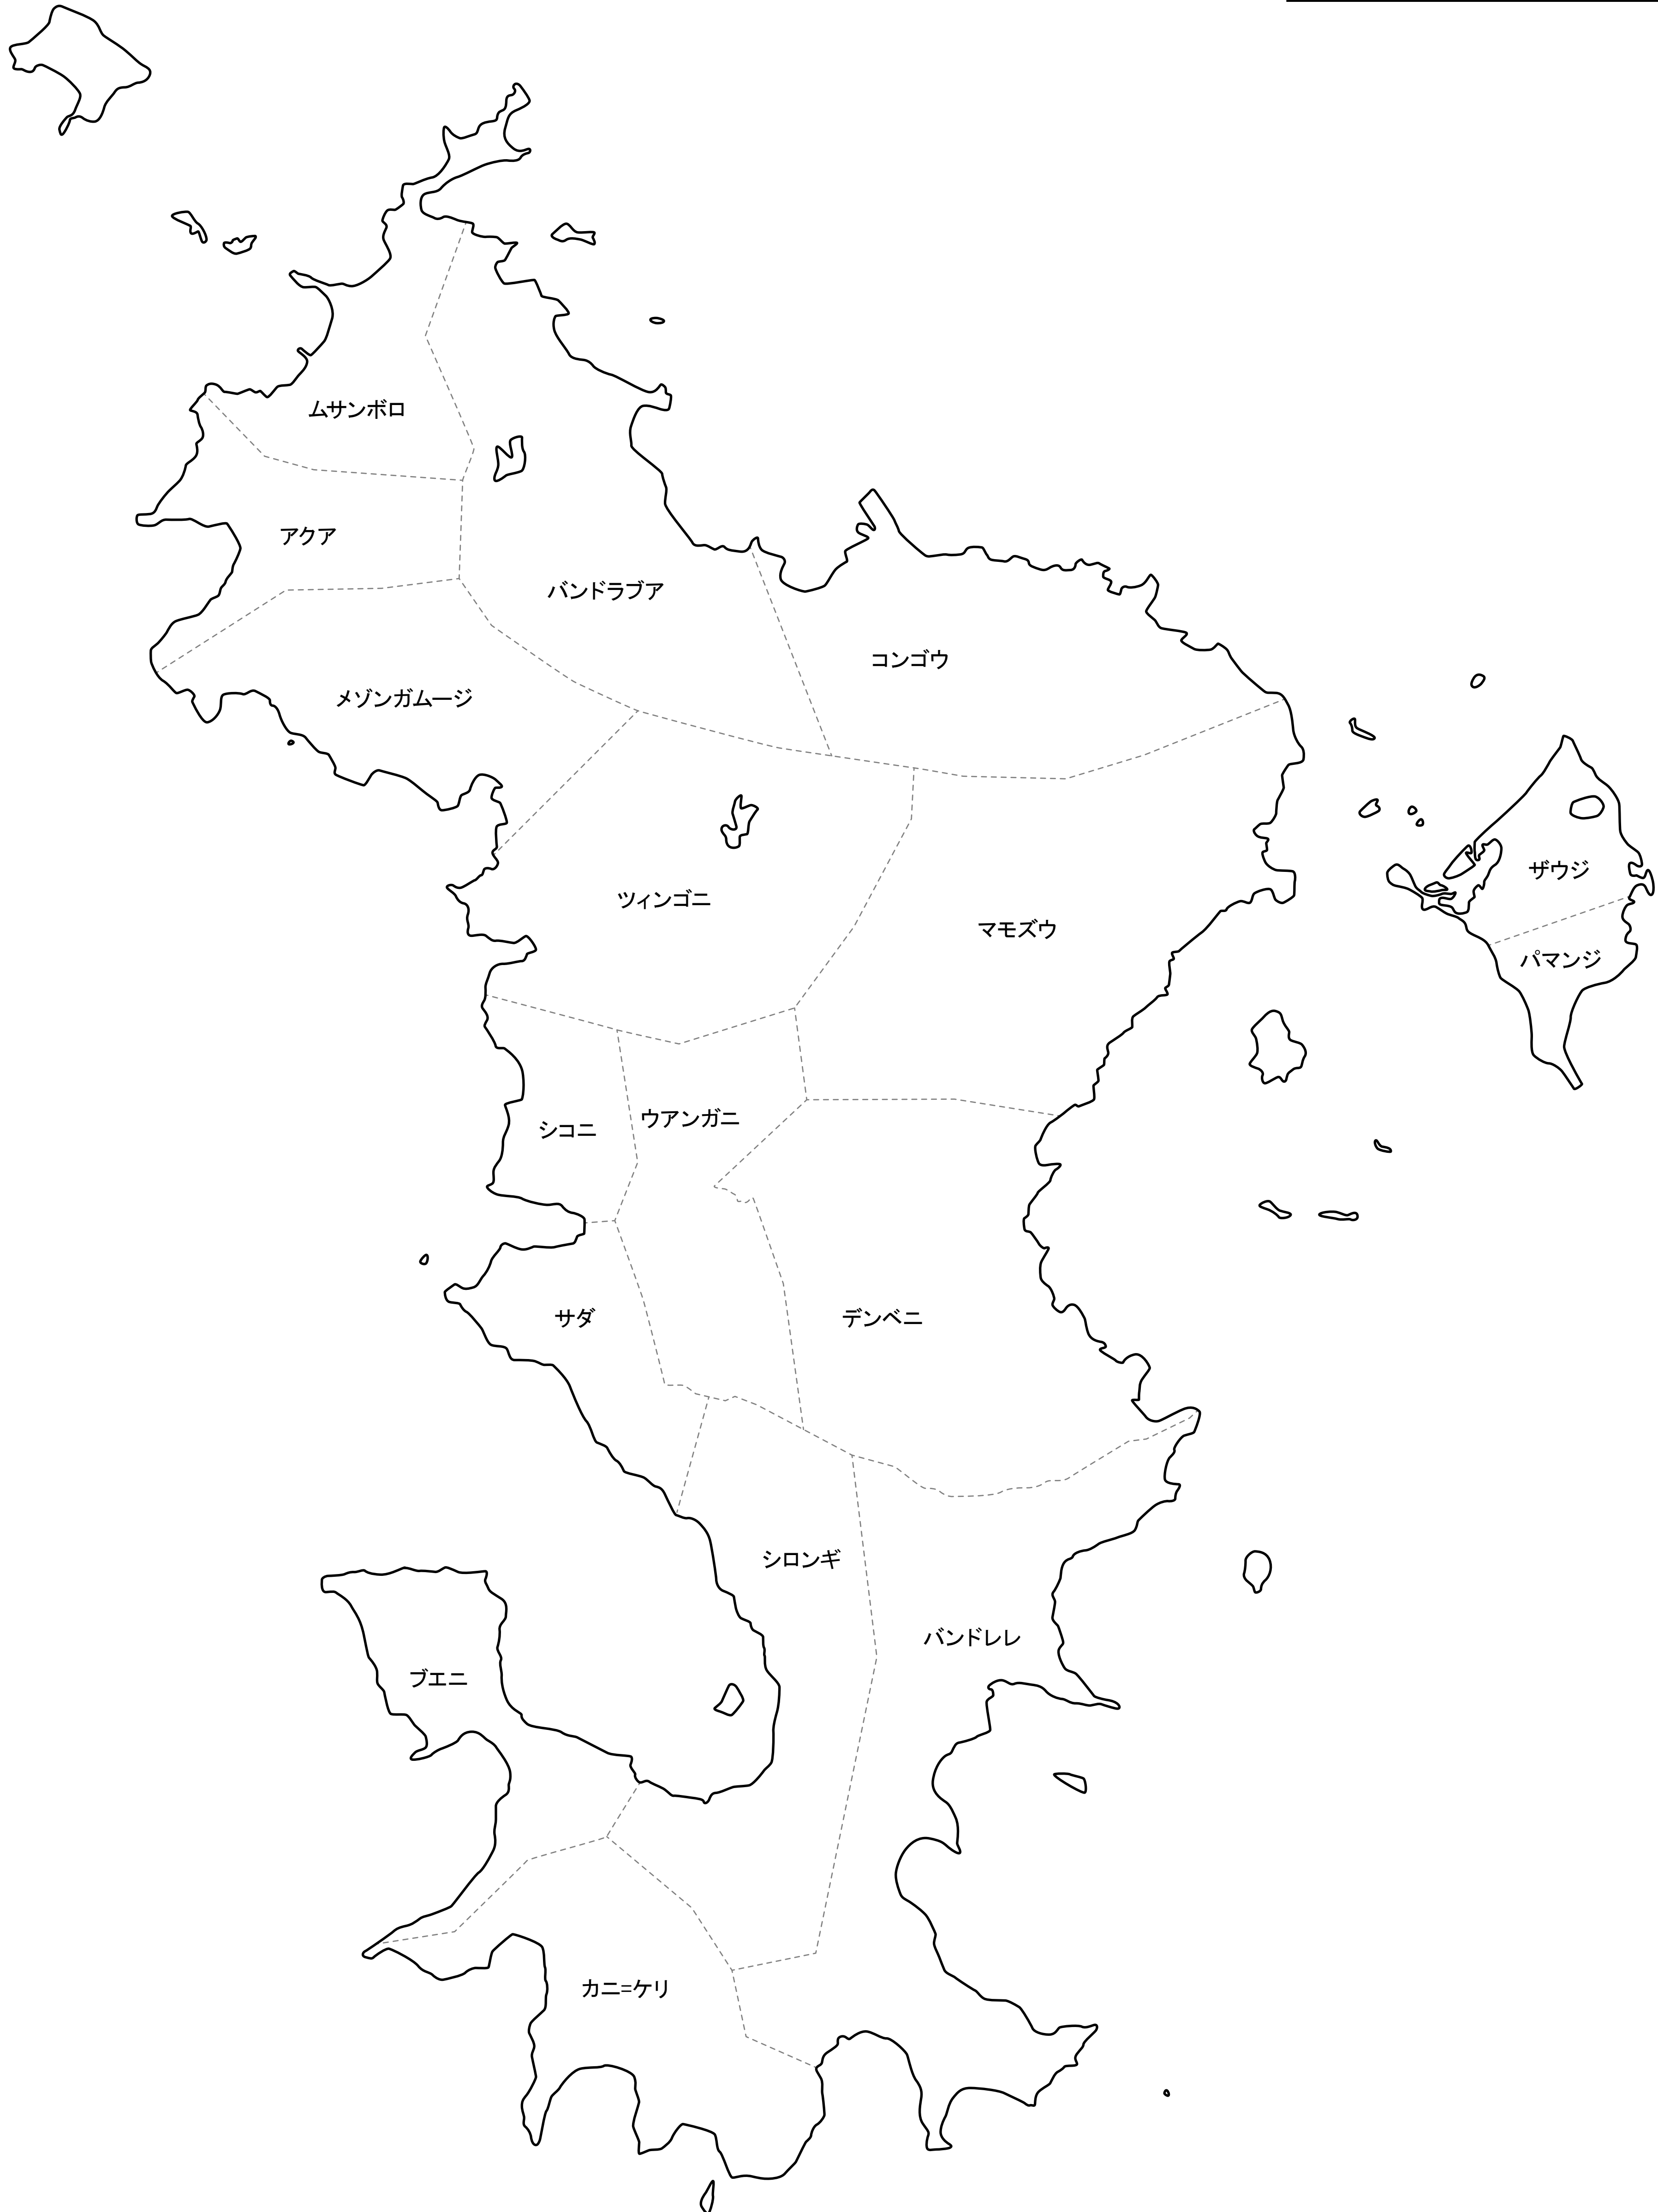 ムサンボロ
アクア
バンドラブア
コンゴウ
メゾンガムージ
ザウジ
ツィンゴニ
マモズウ
パマンジ
ウアンガニ
シコニ
サダ
デンベニ
シロンギ
バンドレレ
ブエニ
カニ=ケリ